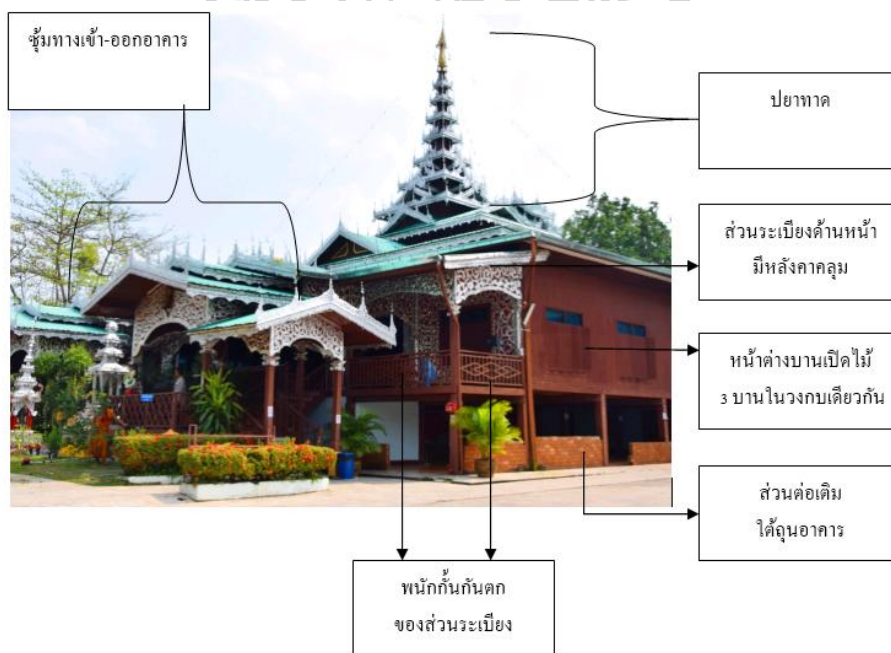 ซุ้มทางเข้า-ออกอาคาร
ปยาทาด
ส่วนระเบียงด้านหน้า
มีหลังคาคลุม
หน้าต่างบานเปิดไม้
3 บานในวงกบเดียวกัน
ส่วนต่อเติม
ใต้ถุนอาคาร
พนักกั้นกันตก
ของส่วนระเบียง